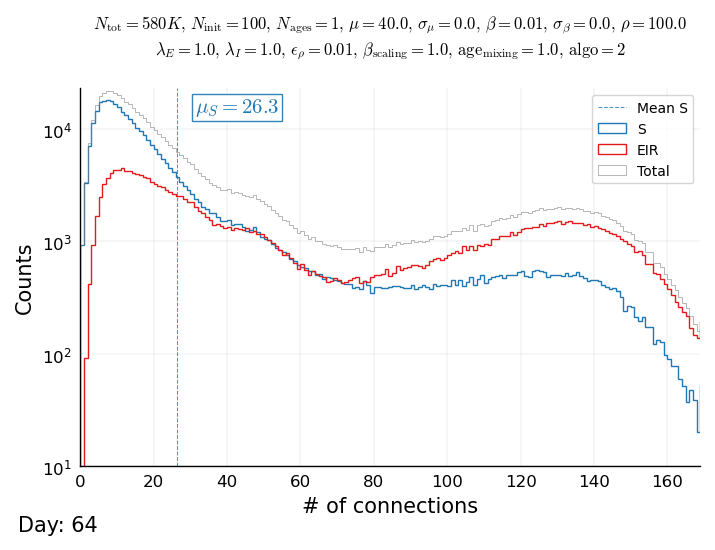 N_tot = 580K, N_init = 100, N_ages = 1, μ = 40.0, σ_μ = 0.0, β = 0.01, σ_β = 0.0, ρ = 100.0
λ_E = 1.0, λ_I = 1.0, ϵ_ρ = 0.01, β_scaling = 1.0, age_mixing = 1.0, algo = 2
μ_S = 26.3
Mean S
S
EIR
Total
10^4
10^3
10^2
10^1
Counts
0 20 40 60 80 100 120 140 160
# of connections
Day: 64